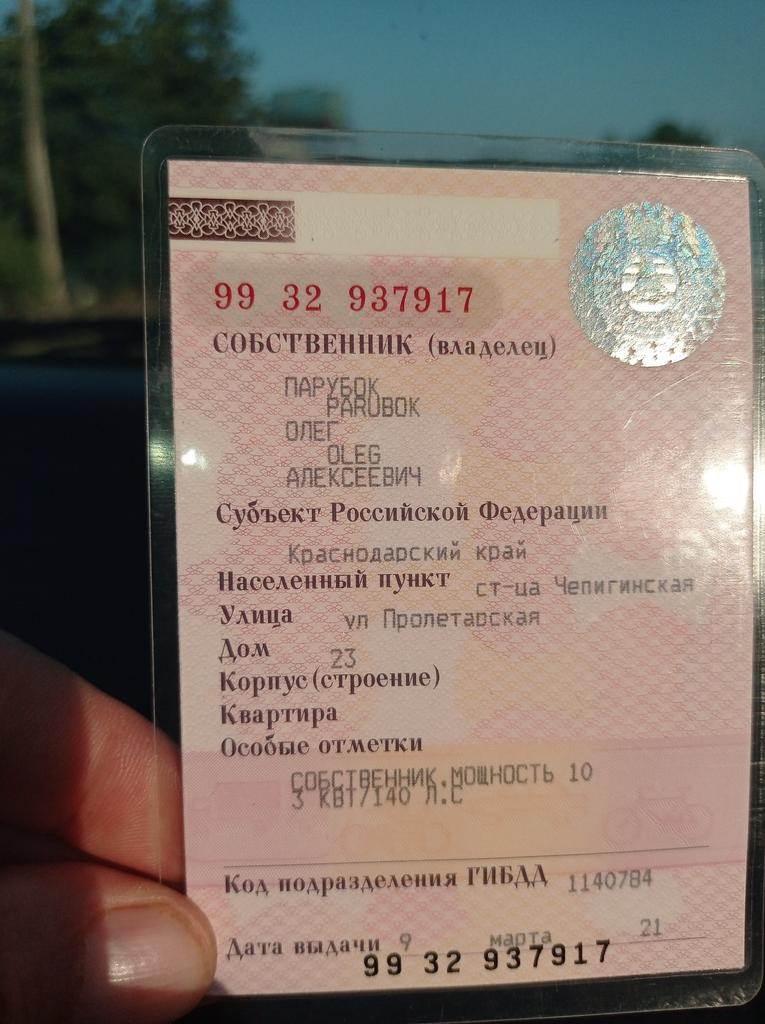 99 32 937917
СОБСТВЕННИК (владелец)
ПАРУБОК
PARUBOK
ОЛЕГ
OLEG
АЛЕКСЕЕВИЧ
Субъект Российской Федерации
Краснодарский край
Населенный пункт ст-ца Чепигинская
Улица ул Пролетарская
Дом 23
Корпус (строение)
Квартира
Особые отметки
СОБСТВЕННИК.МОЩНОСТЬ 10
3 КВТ/140 Л.С
Код подразделения ГИБДД 1140784
Дата выдачи 9 марта 21
99 32 937917